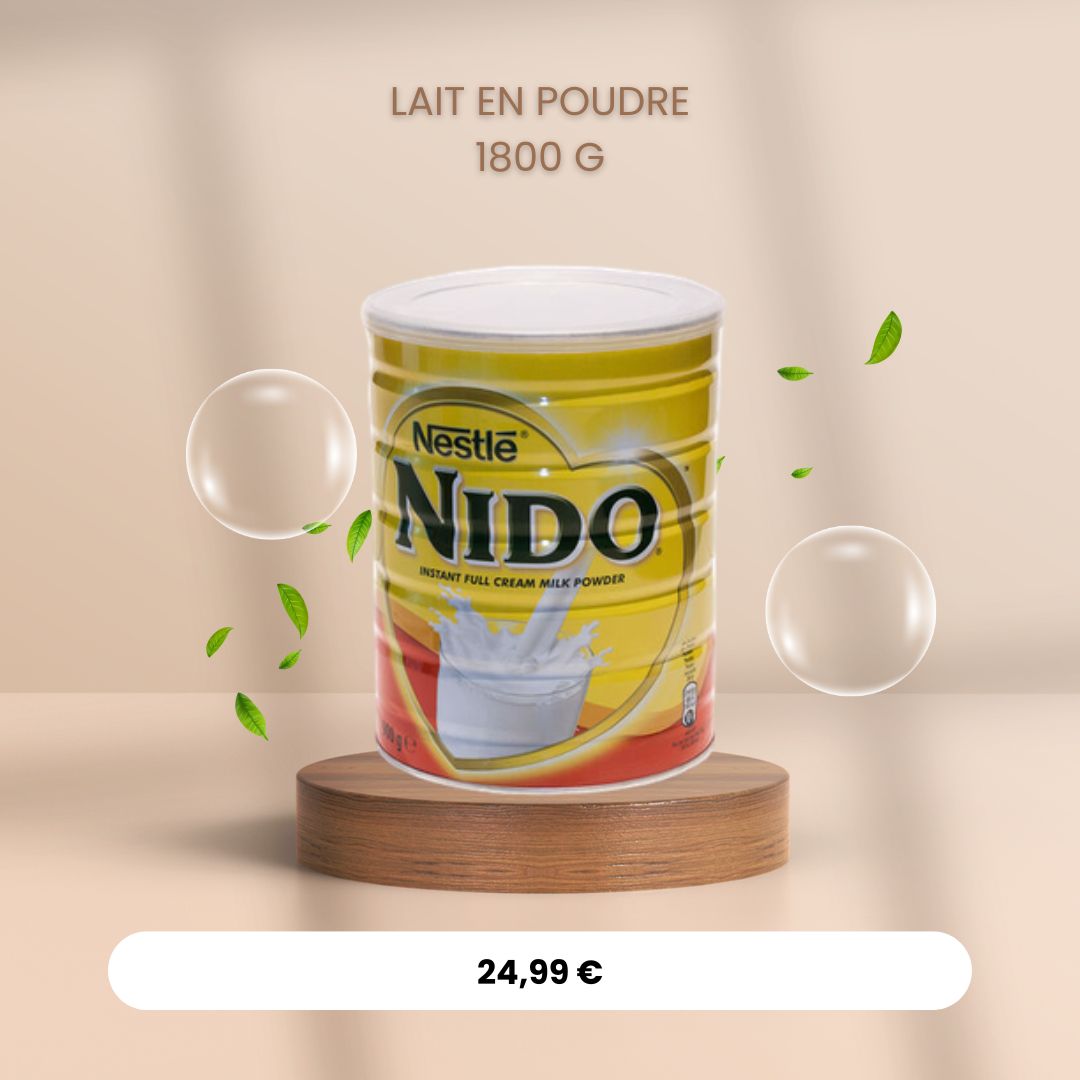 LAIT EN POUDRE
1800 G
Nestlé®
NIDO®
INSTANT FULL CREAM MILK POWDER
24,99 €